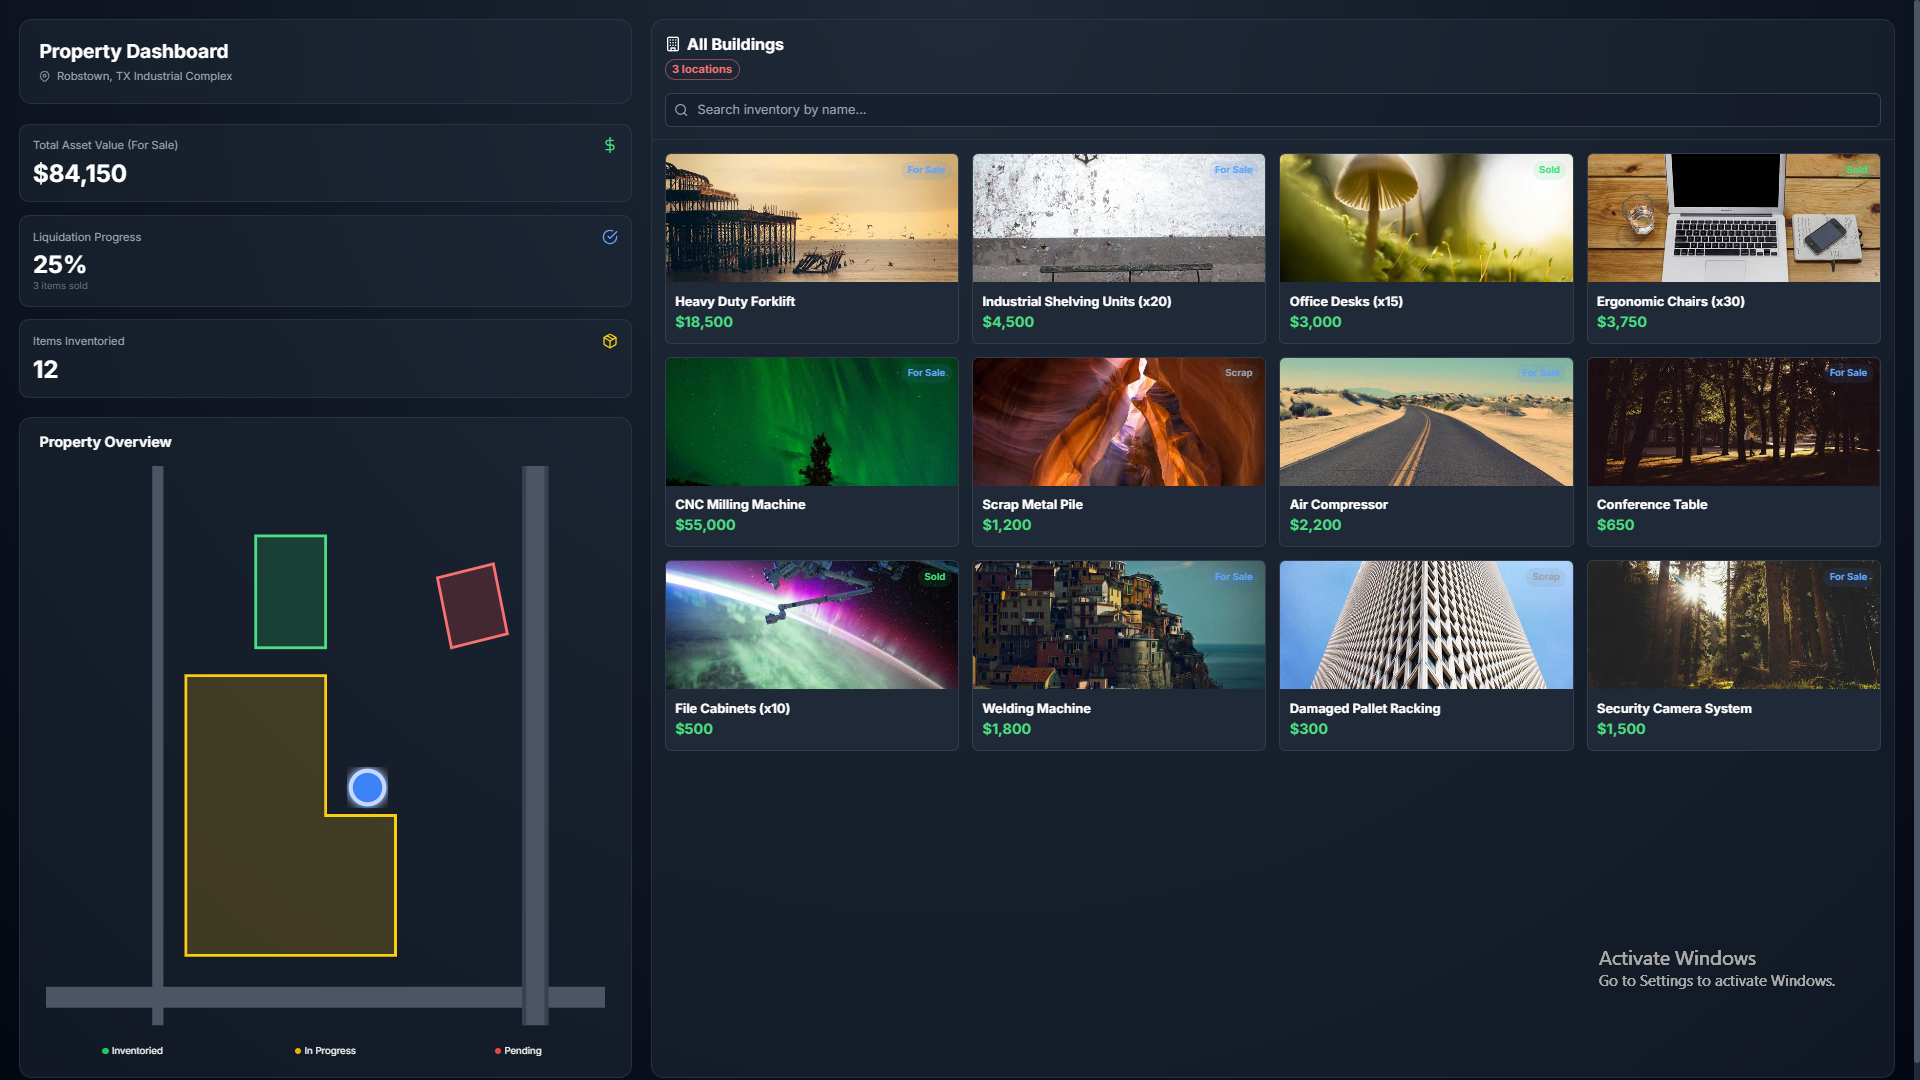 Property Dashboard
Robstown, TX Industrial Complex
Total Asset Value (For Sale)
$84,150
Liquidation Progress
25%
3 items sold
Items Inventoried
12
Property Overview
Inventoried
In Progress
Pending
All Buildings
3 locations
Search inventory by name...
For Sale
Heavy Duty Forklift
$18,500
For Sale
Industrial Shelving Units (x20)
$4,500
Sold
Office Desks (x15)
$3,000
Sold
Ergonomic Chairs (x30)
$3,750
For Sale
CNC Milling Machine
$55,000
Scrap
Scrap Metal Pile
$1,200
For Sale
Air Compressor
$2,200
For Sale
Conference Table
$650
Sold
File Cabinets (x10)
$500
For Sale
Welding Machine
$1,800
Scrap
Damaged Pallet Racking
$300
For Sale
Security Camera System
$1,500
Activate Windows
Go to Settings to activate Windows.